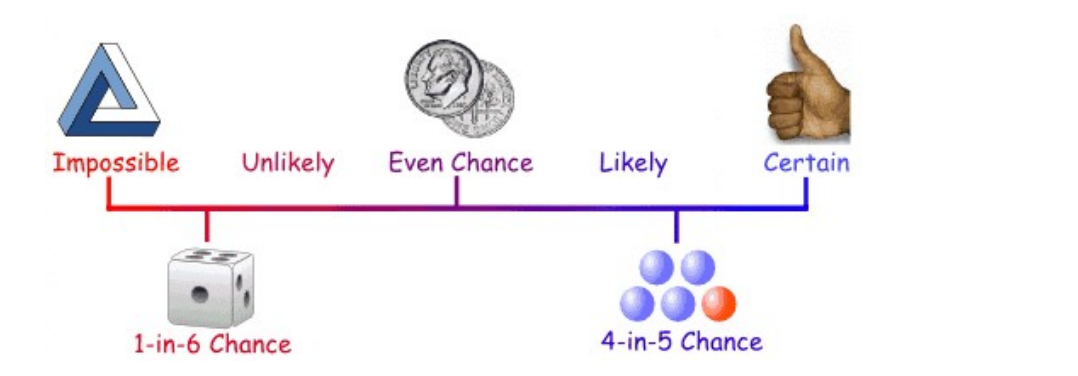 Impossible Unlikely Even Chance Likely Certain
1-in-6 Chance 4-in-5 Chance